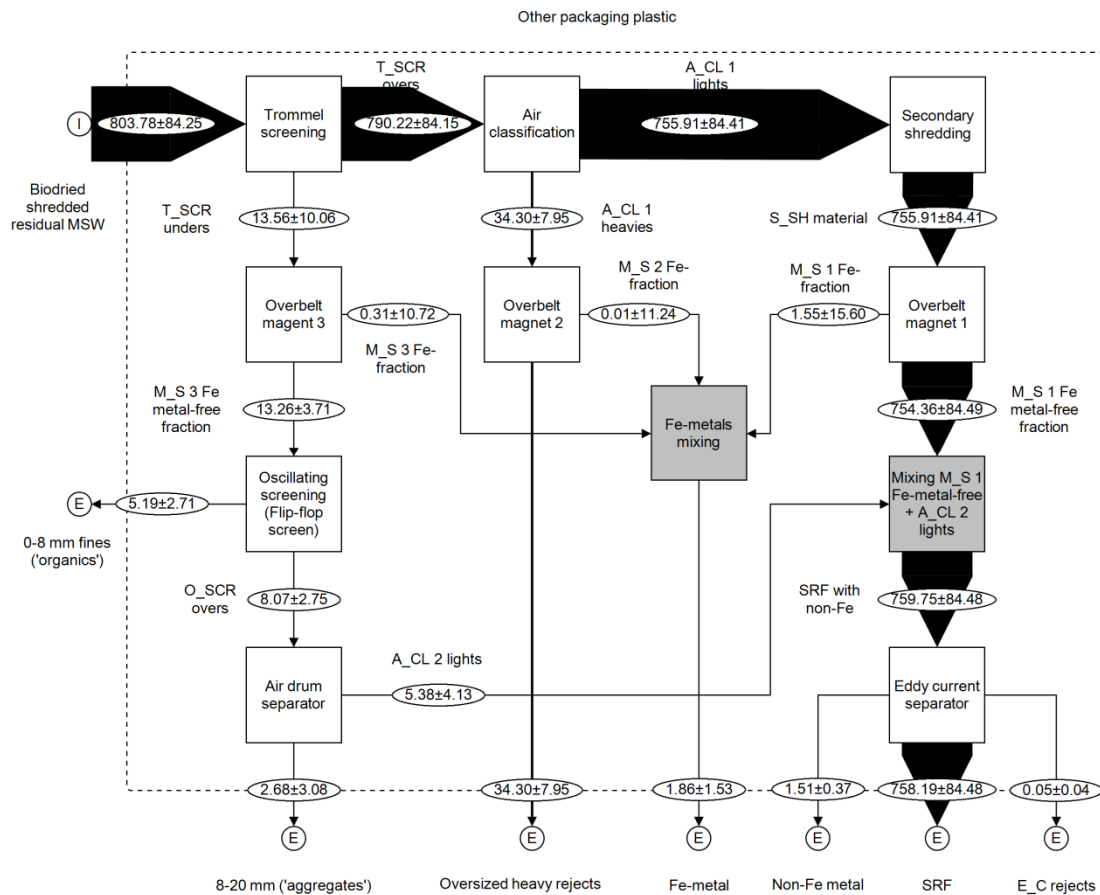 Other packaging plastic
T_SCR
overs
A_CL 1
lights
I
803.78±84.25
Trommel
screening
790.22±84.15
Air
classification
755.91±84.41
Secondary
shredding
Biodried
shredded
residual MSW
T_SCR
unders
13.56±10.06
34.30±7.95
A_CL 1
heavies
S_SH material
755.91±84.41
Overbelt
magent 3
0.31±10.72
M_S 3 Fe-
fraction
Overbelt
magnet 2
M_S 2 Fe-
fraction
0.01±11.24
M_S 1 Fe-
fraction
1.55±15.60
Overbelt
magnet 1
M_S 3 Fe
metal-free
fraction
13.26±3.71
Fe-metals
mixing
754.36±84.49
M_S 1 Fe
metal-free
fraction
E
5.19±2.71
0-8 mm fines
('organics')
Oscillating
screening
(Flip-flop
screen)
Mixing M_S 1
Fe-metal-free
+ A_CL 2
lights
O_SCR
overs
8.07±2.75
SRF with
non-Fe
759.75±84.48
Air drum
separator
A_CL 2 lights
5.38±4.13
Eddy current
separator
2.68±3.08
34.30±7.95
1.86±1.53
1.51±0.37
758.19±84.48
0.05±0.04
E
E
E
E
E
E
8-20 mm ('aggregates')
Oversized heavy rejects
Fe-metal
Non-Fe metal
SRF
E_C rejects